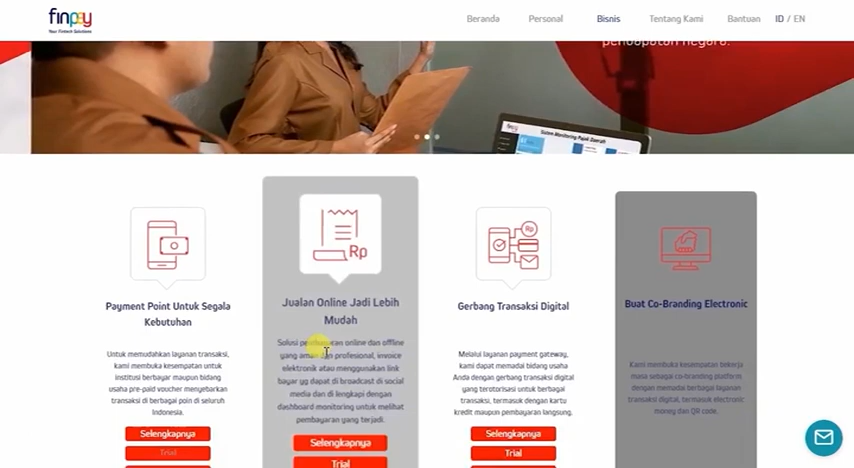 finpay
Your Fintech Solutions
Beranda
Personal
Bisnis
Tentang Kami
Bantuan
ID / EN
pendapatan negara.
Sistem Monitoring Pajak Daerah
Rp
Rp
Payment Point Untuk Segala
Kebutuhan
Untuk memudahkan layanan transaksi,
kami membuka kesempatan untuk
institusi berbayar maupun bidang
usaha pre-paid voucher menyebarkan
transaksi di berbagai poin di seluruh
Indonesia.
Selengkapnya
Trial
Jualan Online Jadi Lebih
Mudah
Solusi pembayaran online dan offline
yang aman dan profesional, invoice
elektronik atau menggunakan link
bayar yg dapat di broadcast di social
media dan di lengkapi dengan
dashboard monitoring untuk melihat
pembayaran yang terjadi.
Selengkapnya
Trial
Gerbang Transaksi Digital
Melalui layanan payment gateway,
kami dapat memadai bidang usaha
Anda dengan gerbang transaksi digital
yang terotorisasi untuk berbagai
transaksi, termasuk dengan kartu
kredit maupun pembayaran langsung.
Selengkapnya
Trial
Buat Co-Branding Electronic
Kami membuka kesempatan bekerja
masa sebagai co-branding platform
dengan memadai berbagai layanan
transaksi digital, termasuk electronic
money dan QR code.